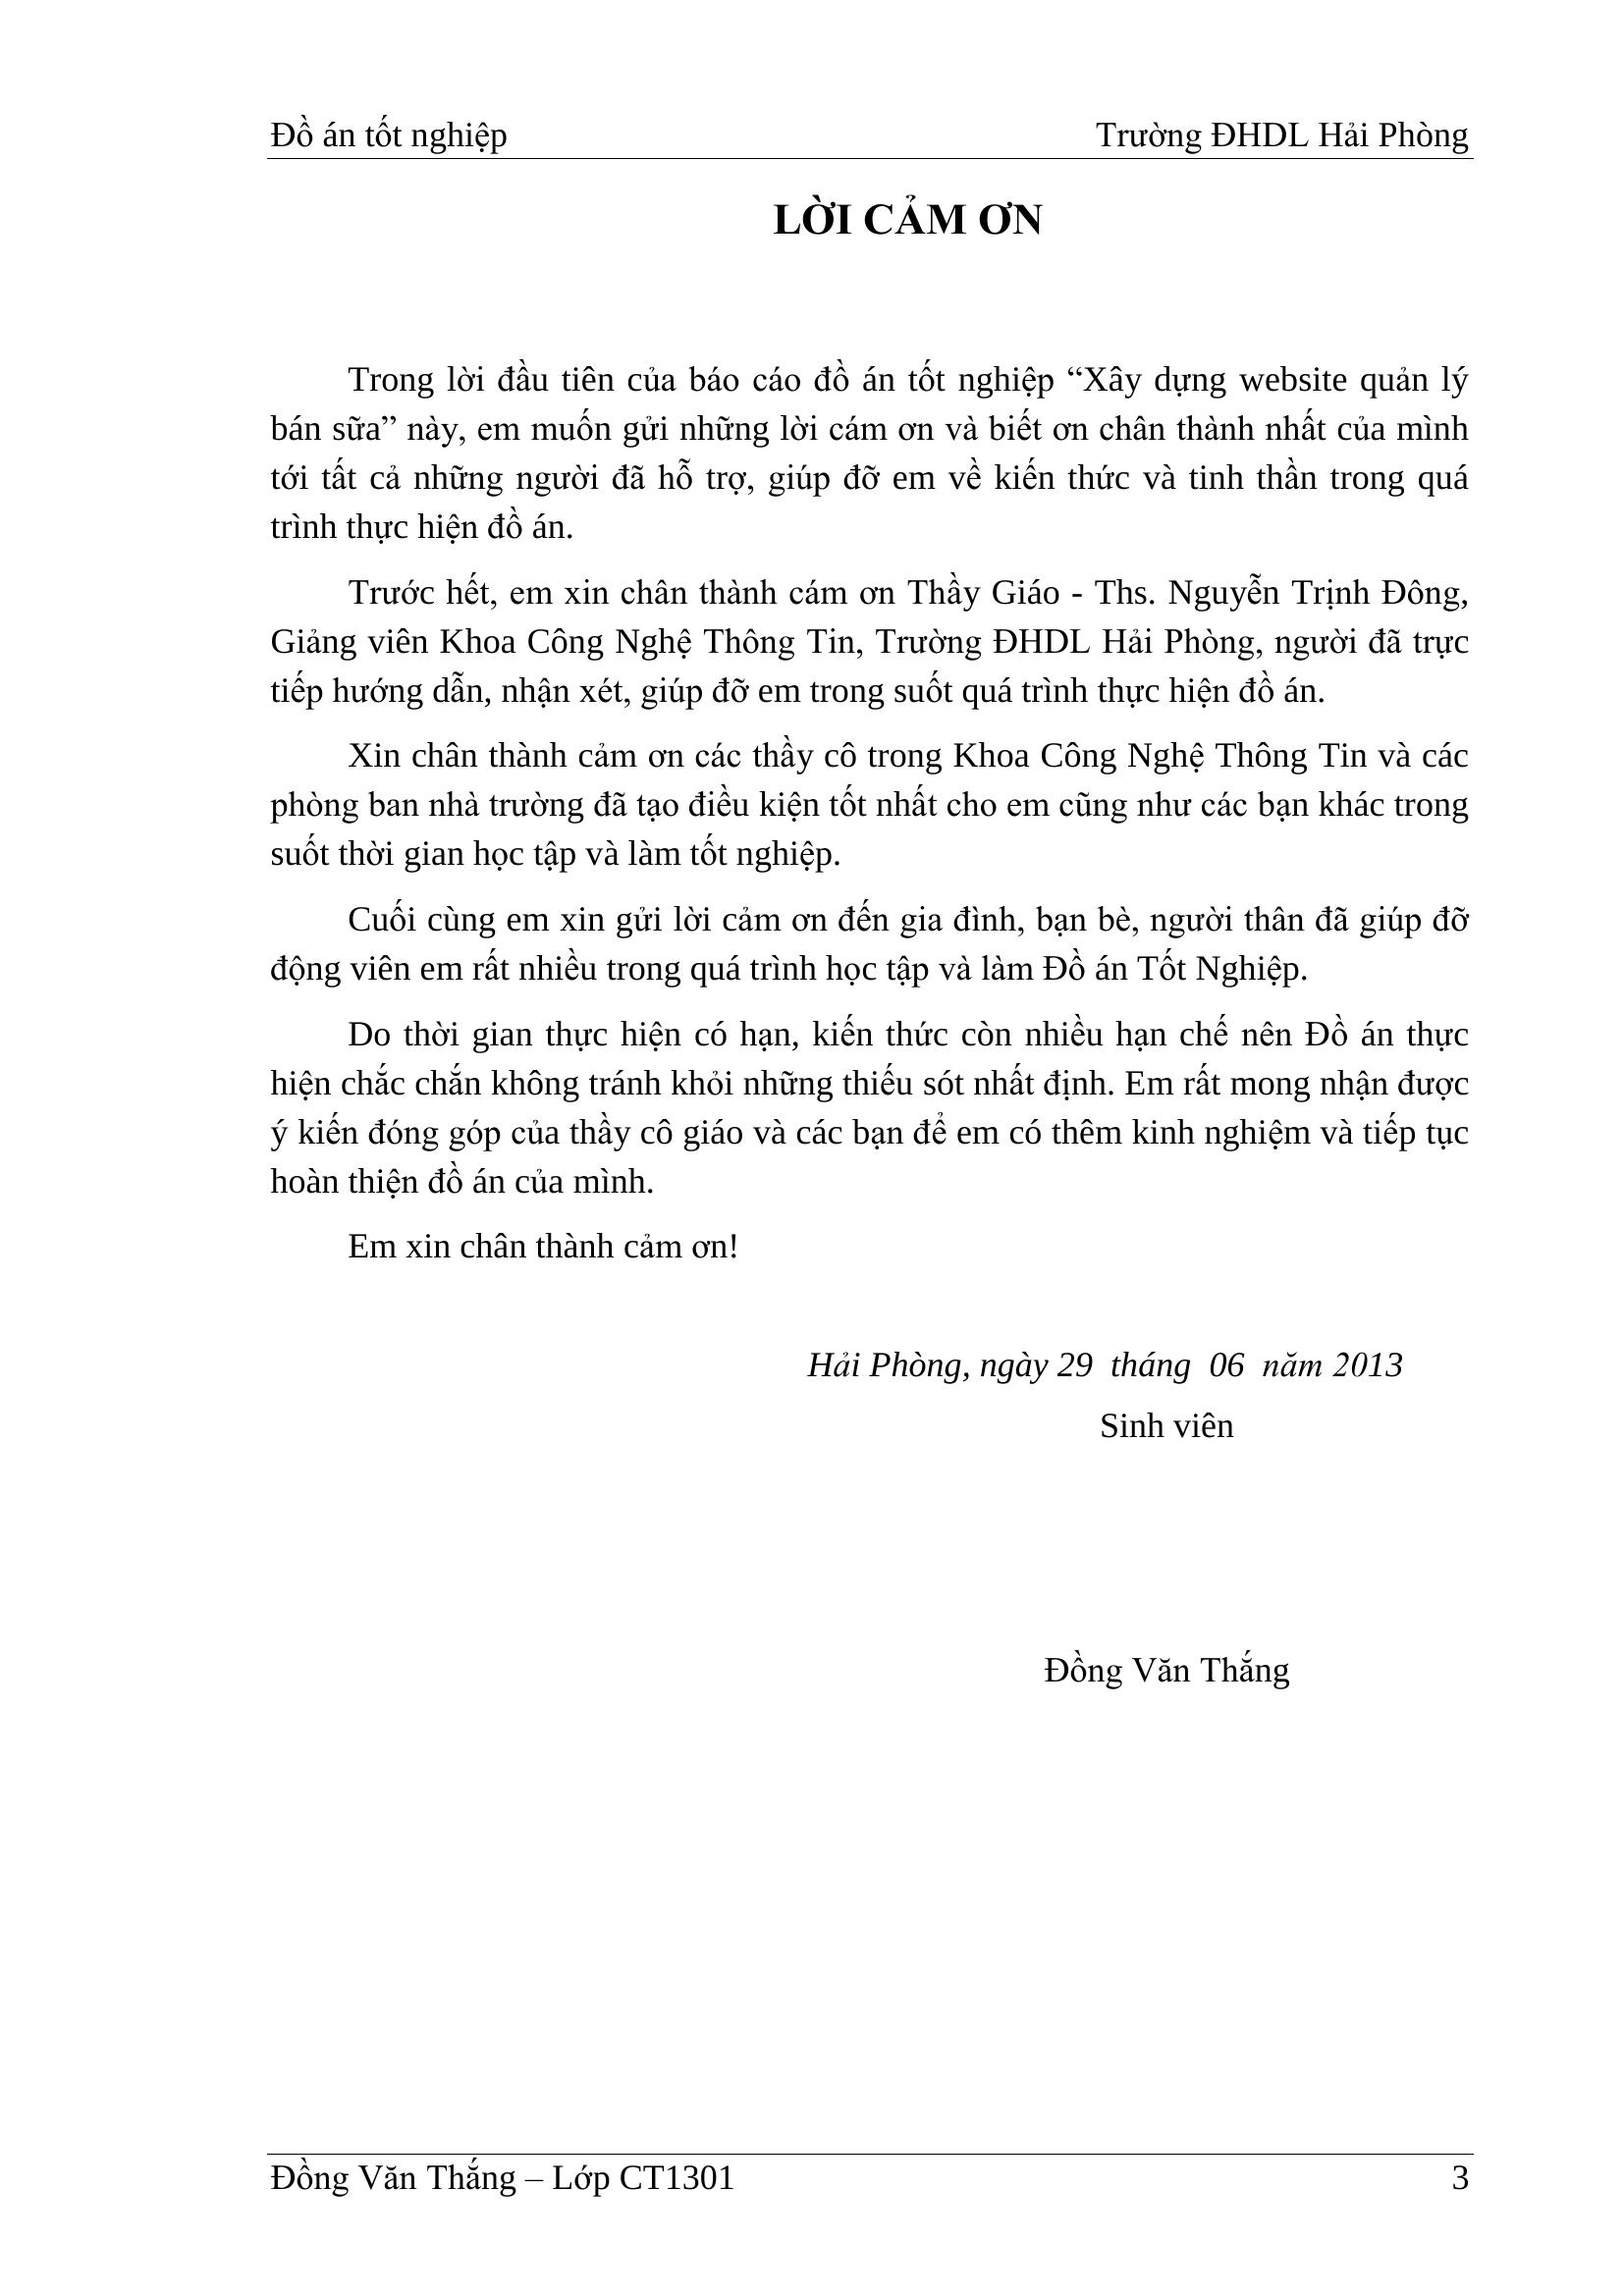 Đồ án tốt nghiệp Trường ĐHDL Hải Phòng
LỜI CẢM ƠN
Trong lời đầu tiên của báo cáo đồ án tốt nghiệp “Xây dựng website quản lý
bán sữa” này, em muốn gửi những lời cám ơn và biết ơn chân thành nhất của mình
tới tất cả những người đã hỗ trợ, giúp đỡ em về kiến thức và tinh thần trong quá
trình thực hiện đồ án.
Trước hết, em xin chân thành cám ơn Thầy Giáo - Ths. Nguyễn Trịnh Đông,
Giảng viên Khoa Công Nghệ Thông Tin, Trường ĐHDL Hải Phòng, người đã trực
tiếp hướng dẫn, nhận xét, giúp đỡ em trong suốt quá trình thực hiện đồ án.
Xin chân thành cảm ơn các thầy cô trong Khoa Công Nghệ Thông Tin và các
phòng ban nhà trường đã tạo điều kiện tốt nhất cho em cũng như các bạn khác trong
suốt thời gian học tập và làm tốt nghiệp.
Cuối cùng em xin gửi lời cảm ơn đến gia đình, bạn bè, người thân đã giúp đỡ
động viên em rất nhiều trong quá trình học tập và làm Đồ án Tốt Nghiệp.
Do thời gian thực hiện có hạn, kiến thức còn nhiều hạn chế nên Đồ án thực
hiện chắc chắn không tránh khỏi những thiếu sót nhất định. Em rất mong nhận được
ý kiến đóng góp của thầy cô giáo và các bạn để em có thêm kinh nghiệm và tiếp tục
hoàn thiện đồ án của mình.
Em xin chân thành cảm ơn!
Hải Phòng, ngày 29 tháng 06 năm 2013
Sinh viên
Đồng Văn Thắng
Đồng Văn Thắng – Lớp CT1301 3